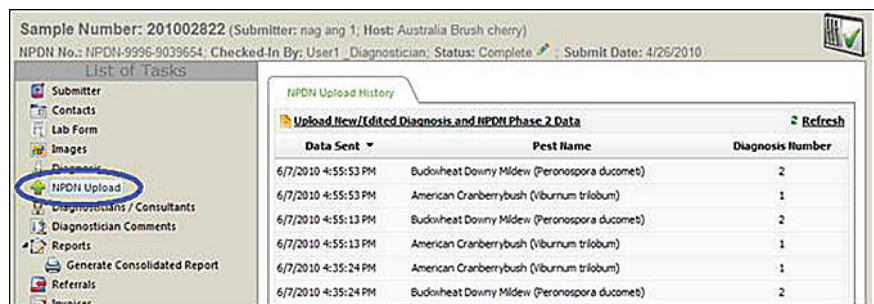 Sample Number: 201002822 (Submitter: nag ang 1; Host: Australia Brush cherry)
NPDN No.: NPDN-9996-9039654; Checked-In By: User1 _Diagnostician; Status: Complete ; Submit Date: 4/26/2010
List of Tasks
Submitter
Contacts
Lab Form
Images
Diagnosis
NPDN Upload
Diagnosticians / Consultants
Diagnostician Comments
Reports
Generate Consolidated Report
Referrals
Invoices
NPDN Upload History
Upload New/Edited Diagnosis and NPDN Phase 2 Data Refresh
Data Sent Pest Name Diagnosis Number
6/7/2010 4:55:53 PM Buckwheat Downy Mildew (Peronospora ducometi) 2
6/7/2010 4:55:53 PM American Cranberrybush (Viburnum trilobum) 1
6/7/2010 4:55:13 PM Buckwheat Downy Mildew (Peronospora ducometi) 2
6/7/2010 4:55:13 PM American Cranberrybush (Viburnum trilobum) 1
6/7/2010 4:35:24 PM American Cranberrybush (Viburnum trilobum) 1
6/7/2010 4:35:24 PM Buckwheat Downy Mildew (Peronospora ducometi) 2